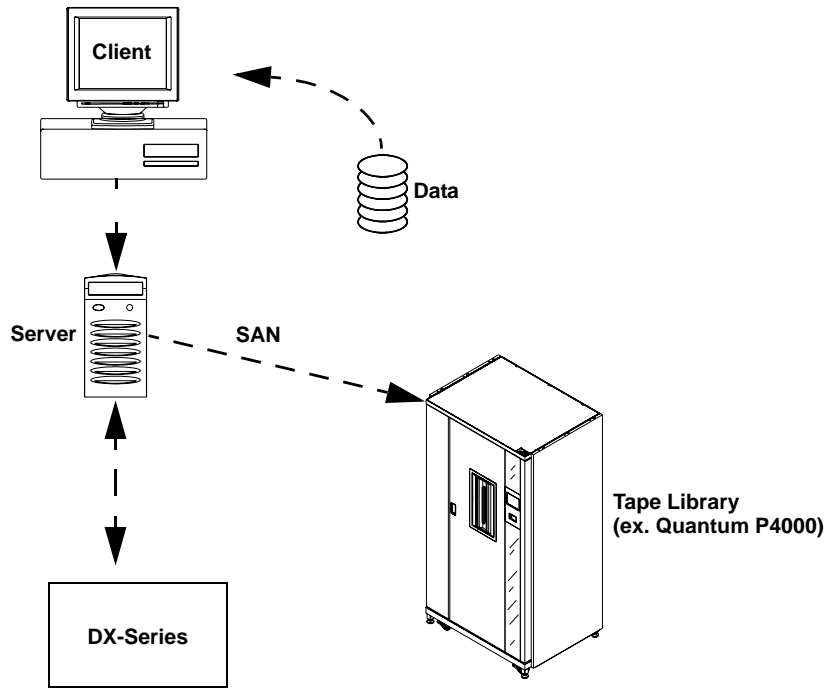 Client
Data
Server
SAN
Tape Library
(ex. Quantum P4000)
DX-Series